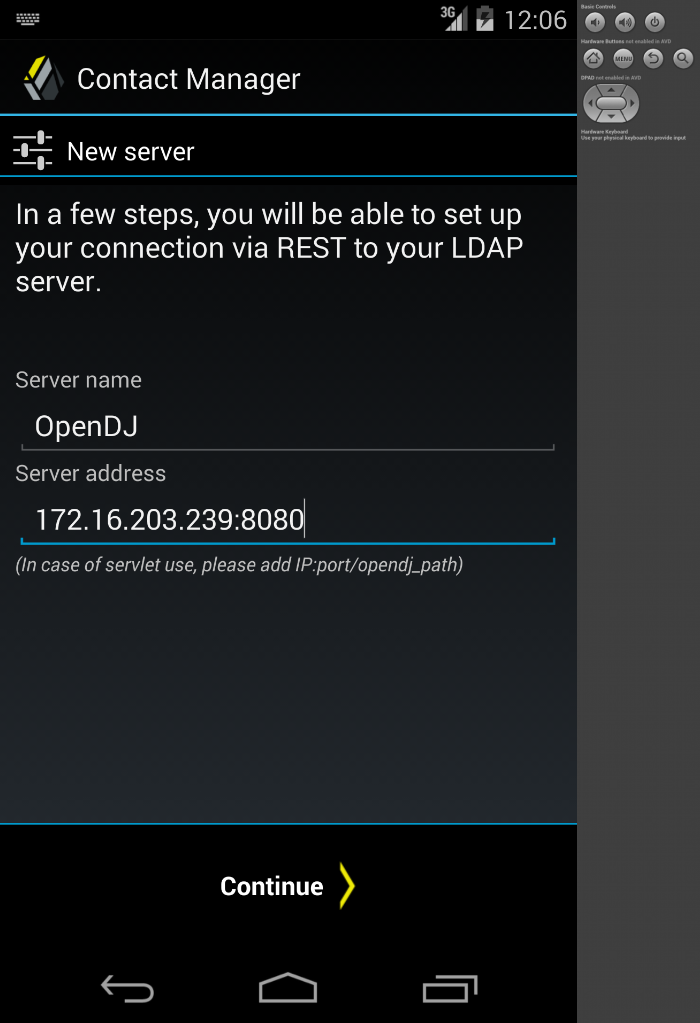 3G 12:06
Contact Manager
New server
In a few steps, you will be able to set up
your connection via REST to your LDAP
server.
Server name
OpenDJ
Server address
172.16.203.239:8080
(In case of servlet use, please add IP:port/opendj_path)
Continue
Basic Controls
Hardware Buttons not enabled in AVD
MENU
DPAD not enabled in AVD
Hardware Keyboard
Use your physical keyboard to provide input